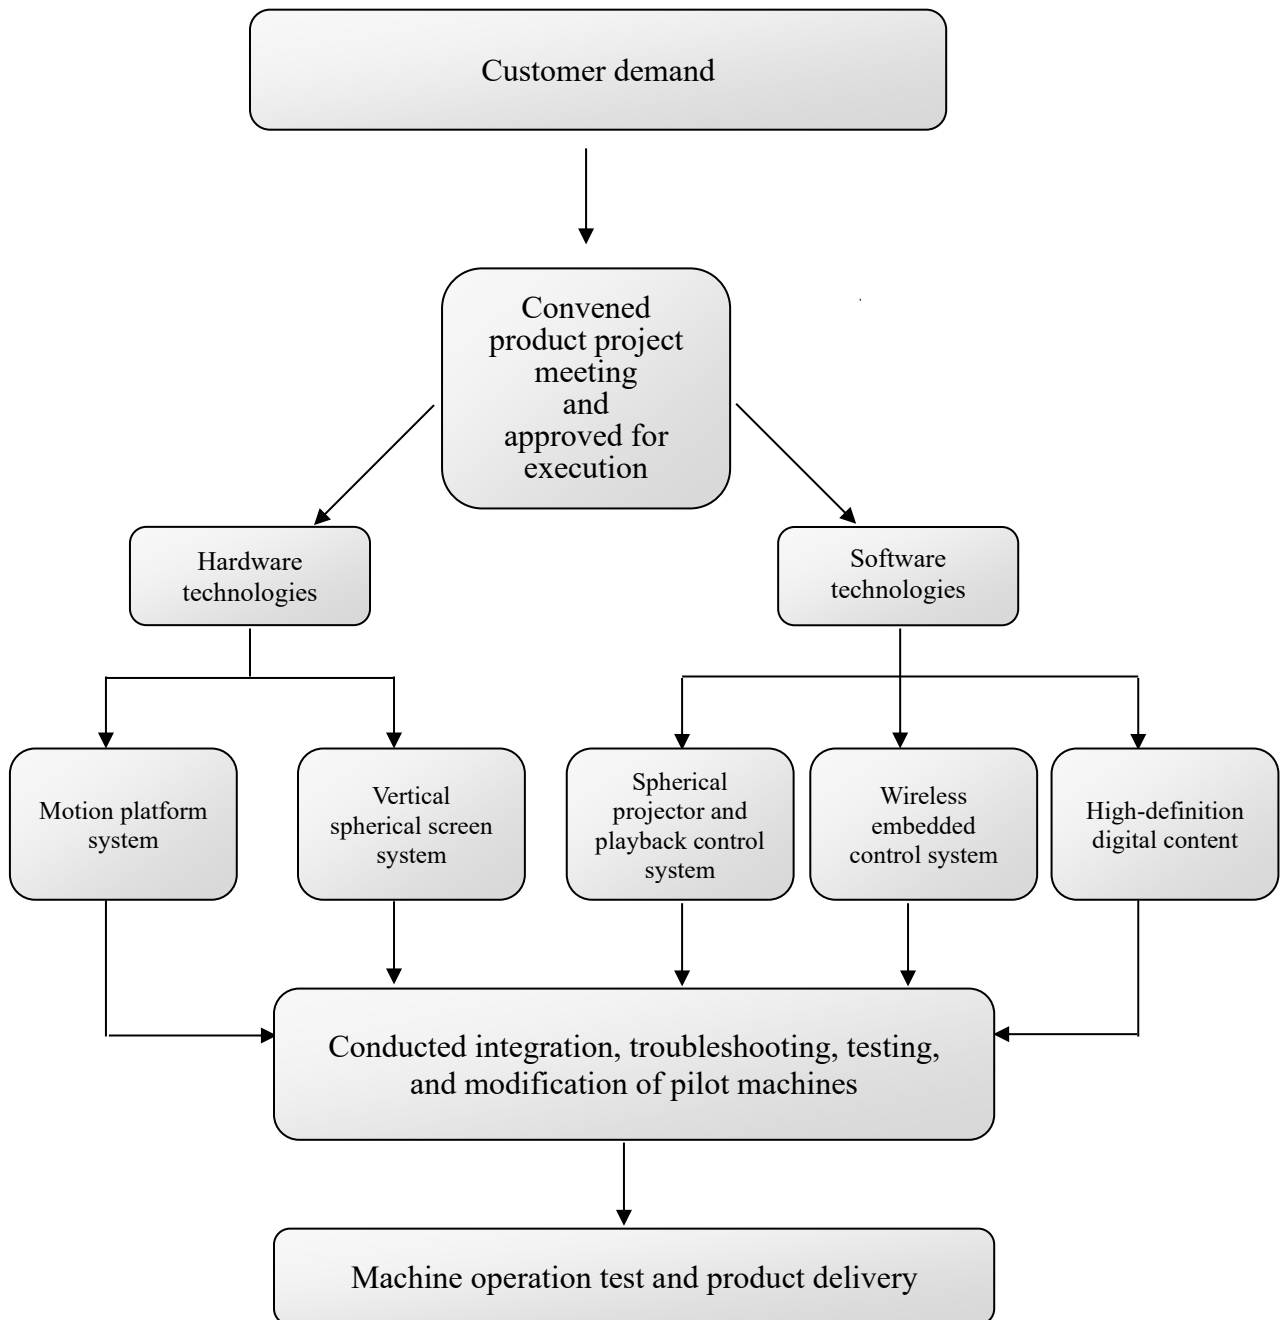 Customer demand
Convened
product project
meeting
and
approved for
execution
Hardware
technologies
Software
technologies
Motion platform
system
Vertical
spherical screen
system
Spherical
projector and
playback control
system
Wireless
embedded
control system
High-definition
digital content
Conducted integration, troubleshooting, testing,
and modification of pilot machines
Machine operation test and product delivery